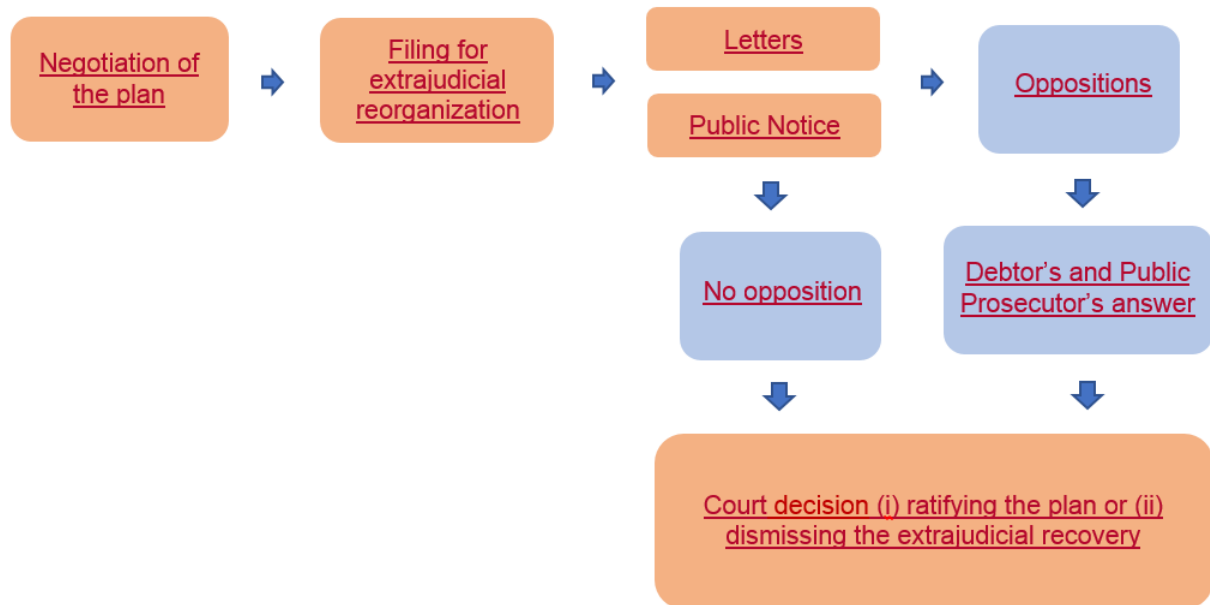 Negotiation of
the plan
Filing for
extrajudicial
reorganization
Letters
Public Notice
Oppositions
No opposition
Debtor’s and Public
Prosecutor’s answer
Court decision (i) ratifying the plan or (ii)
dismissing the extrajudicial recovery